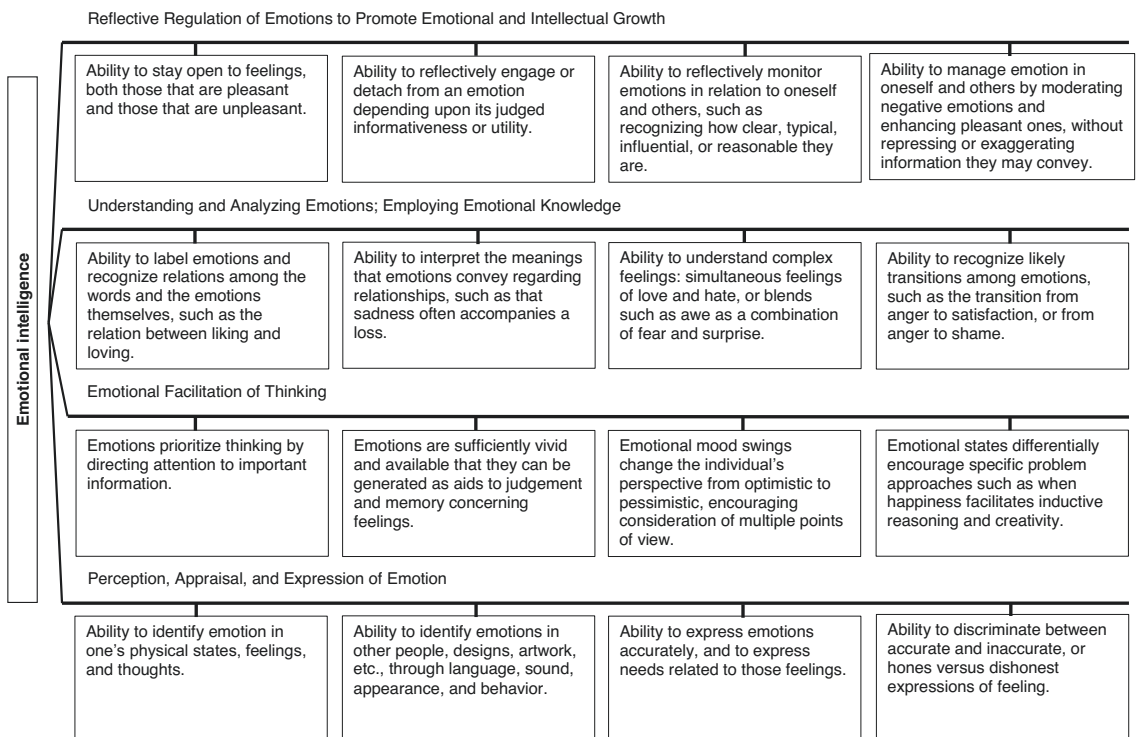 Reflective Regulation of Emotions to Promote Emotional and Intellectual Growth
Ability to stay open to feelings,
both those that are pleasant
and those that are unpleasant.
Ability to reflectively engage or
detach from an emotion
depending upon its judged
informativeness or utility.
Ability to reflectively monitor
emotions in relation to oneself
and others, such as
recognizing how clear, typical,
influential, or reasonable they
are.
Ability to manage emotion in
oneself and others by moderating
negative emotions and
enhancing pleasant ones, without
repressing or exaggerating
information they may convey.
Emotional intelligence
Understanding and Analyzing Emotions; Employing Emotional Knowledge
Ability to label emotions and
recognize relations among the
words and the emotions
themselves, such as the
relation between liking and
loving.
Ability to interpret the meanings
that emotions convey regarding
relationships, such as that
sadness often accompanies a
loss.
Ability to understand complex
feelings: simultaneous feelings
of love and hate, or blends
such as awe as a combination
of fear and surprise.
Ability to recognize likely
transitions among emotions,
such as the transition from
anger to satisfaction, or from
anger to shame.
Emotional Facilitation of Thinking
Emotions prioritize thinking by
directing attention to important
information.
Emotions are sufficiently vivid
and available that they can be
generated as aids to judgement
and memory concerning
feelings.
Emotional mood swings
change the individual’s
perspective from optimistic to
pessimistic, encouraging
consideration of multiple points
of view.
Emotional states differentially
encourage specific problem
approaches such as when
happiness facilitates inductive
reasoning and creativity.
Perception, Appraisal, and Expression of Emotion
Ability to identify emotion in
one’s physical states, feelings,
and thoughts.
Ability to identify emotions in
other people, designs, artwork,
etc., through language, sound,
appearance, and behavior.
Ability to express emotions
accurately, and to express
needs related to those feelings.
Ability to discriminate between
accurate and inaccurate, or
hones versus dishonest
expressions of feeling.